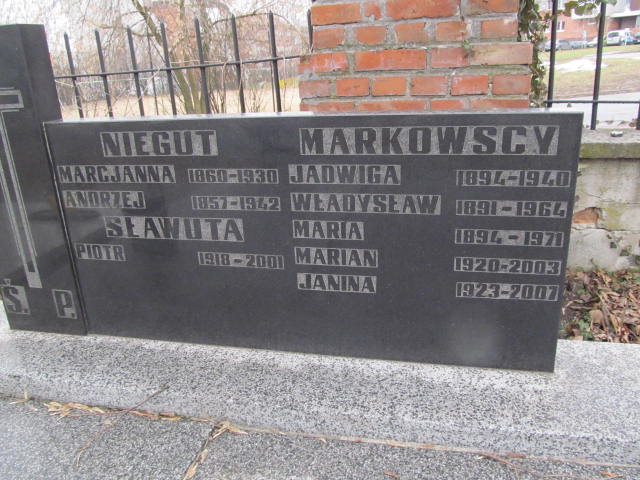 Ś. P.
NIEGUT
MARCJANNA 1860-1930
ANDRZEJ 1857-1942
SŁAWUTA
PIOTR 1918-2001
MARKOWSCY
JADWIGA 1894-1940
WŁADYSŁAW 1891-1964
MARIA 1894-1971
MARIAN 1920-2003
JANINA 1923-2007